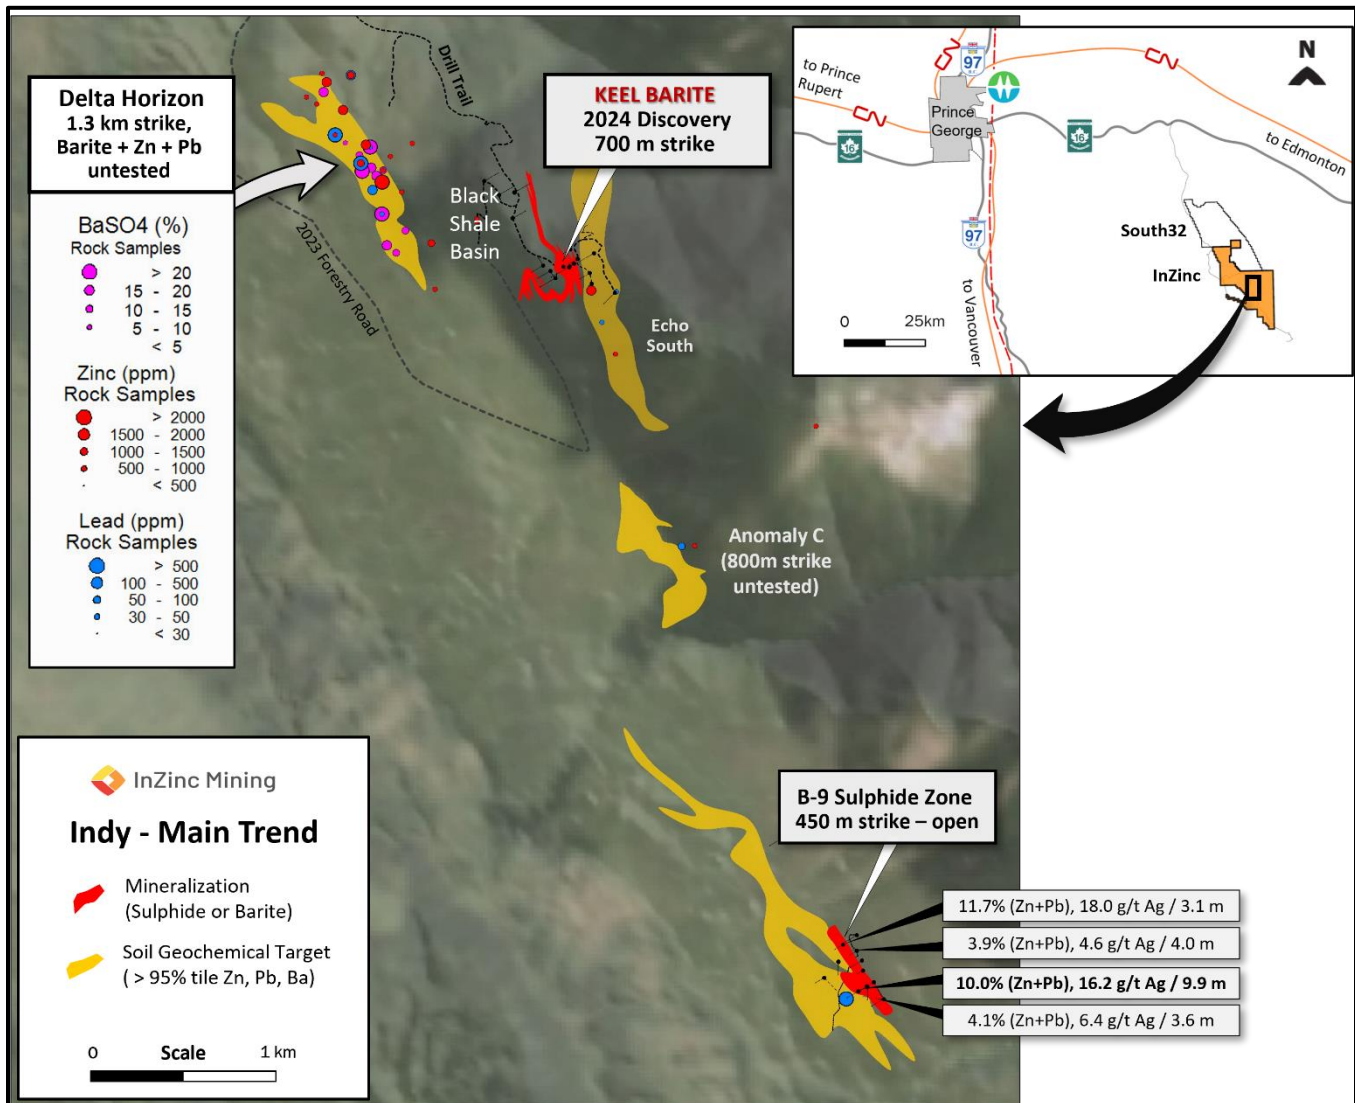 Delta Horizon
1.3 km strike,
Barite + Zn + Pb
untested
BaSO4 (%)
Rock Samples
> 20
15 - 20
10 - 15
5 - 10
< 5
Zinc (ppm)
Rock Samples
> 2000
1500 - 2000
1000 - 1500
500 - 1000
< 500
Lead (ppm)
Rock Samples
> 500
100 - 500
50 - 100
30 - 50
< 30
Drill Trail
2023 Forestry Road
KEEL BARITE
2024 Discovery
700 m strike
Black
Shale
Basin
Echo
South
Anomaly C
(800m strike
untested)
B-9 Sulphide Zone
450 m strike – open
11.7% (Zn+Pb), 18.0 g/t Ag / 3.1 m
3.9% (Zn+Pb), 4.6 g/t Ag / 4.0 m
10.0% (Zn+Pb), 16.2 g/t Ag / 9.9 m
4.1% (Zn+Pb), 6.4 g/t Ag / 3.6 m
to Prince
Rupert
CN
97
CN
N
CN
Prince
George
16
16
to Edmonton
97
to Vancouver
South32
InZinc
0 25km
InZinc Mining
Indy - Main Trend
Mineralization
(Sulphide or Barite)
Soil Geochemical Target
( > 95% tile Zn, Pb, Ba)
0 Scale 1 km